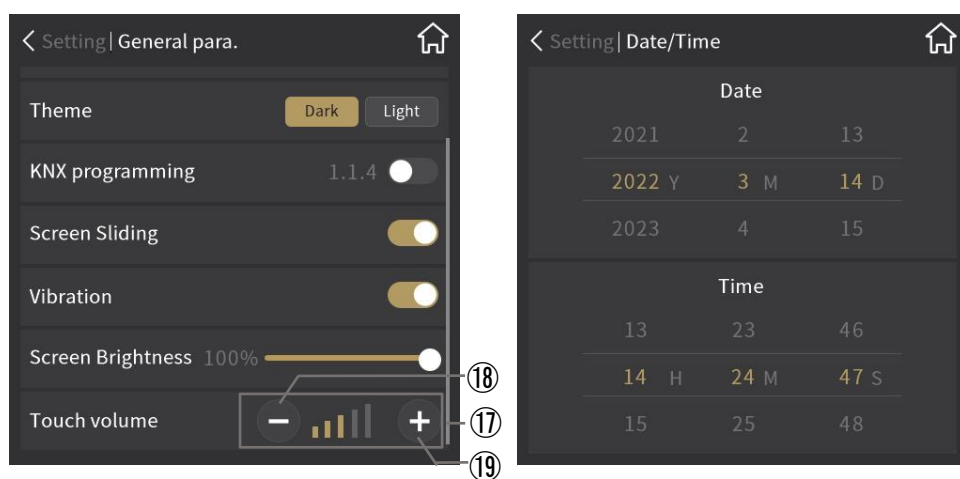 Setting | General para.
Theme Dark Light
KNX programming 1.1.4
Screen Sliding
Vibration
Screen Brightness 100%
Touch volume − +
⑱
⑰
⑲
Setting | Date/Time
Date
2021 2 13
2022 Y 3 M 14 D
2023 4 15
Time
13 23 46
14 H 24 M 47 S
15 25 48